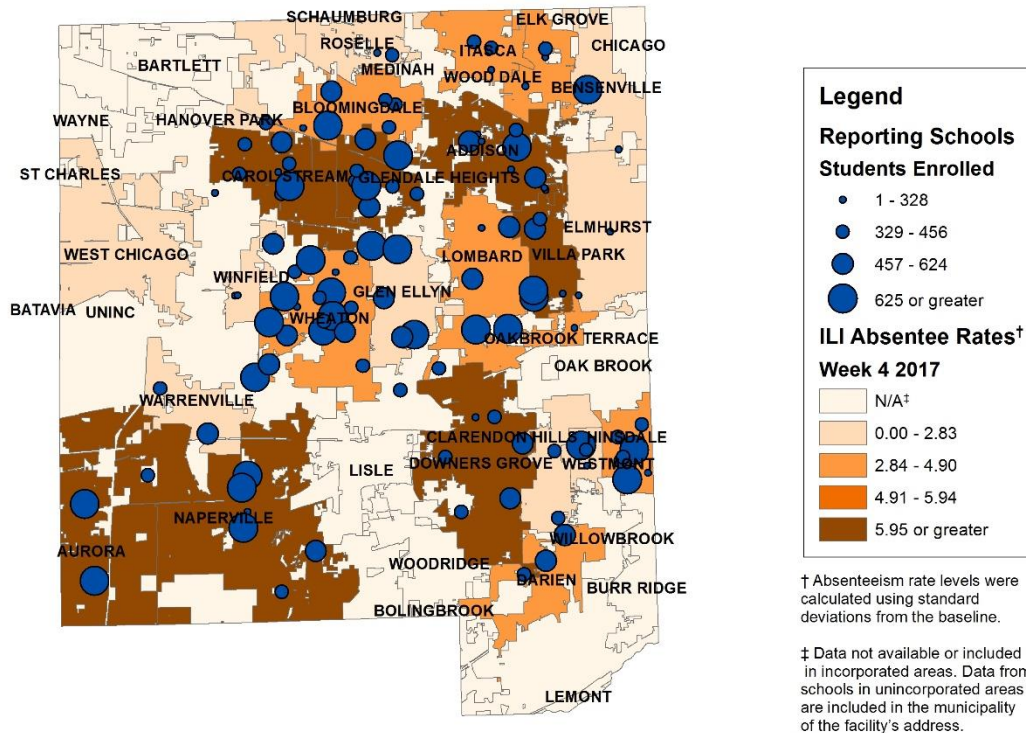 SCHAUMBURG
ELK GROVE
ROSELLE
ITASCA
CHICAGO
BARTLETT
MEDINAH
WOOD DALE
BENSENVILLE
BLOOMINGDALE
WAYNE
HANOVER PARK
ADDISON
ST CHARLES
CAROL STREAM
GLENDALE HEIGHTS
ELMHURST
WEST CHICAGO
LOMBARD
VILLA PARK
WINFIELD
GLEN ELLYN
BATAVIA
UNINC
WHEATON
OAKBROOK TERRACE
OAK BROOK
WARRENVILLE
CLARENDON HILLS
HINSDALE
LISLE
DOWNERS GROVE
WESTMONT
NAPERVILLE
WILLOWBROOK
AURORA
WOODRIDGE
DARIEN
BURR RIDGE
BOLINGBROOK
LEMONT
Legend
Reporting Schools
Students Enrolled
1 - 328
329 - 456
457 - 624
625 or greater
ILI Absentee Rates†
Week 4 2017
N/A‡
0.00 - 2.83
2.84 - 4.90
4.91 - 5.94
5.95 or greater
† Absenteeism rate levels were
calculated using standard
deviations from the baseline.
‡ Data not available or included
in incorporated areas. Data from
schools in unincorporated areas
are included in the municipality
of the facility's address.